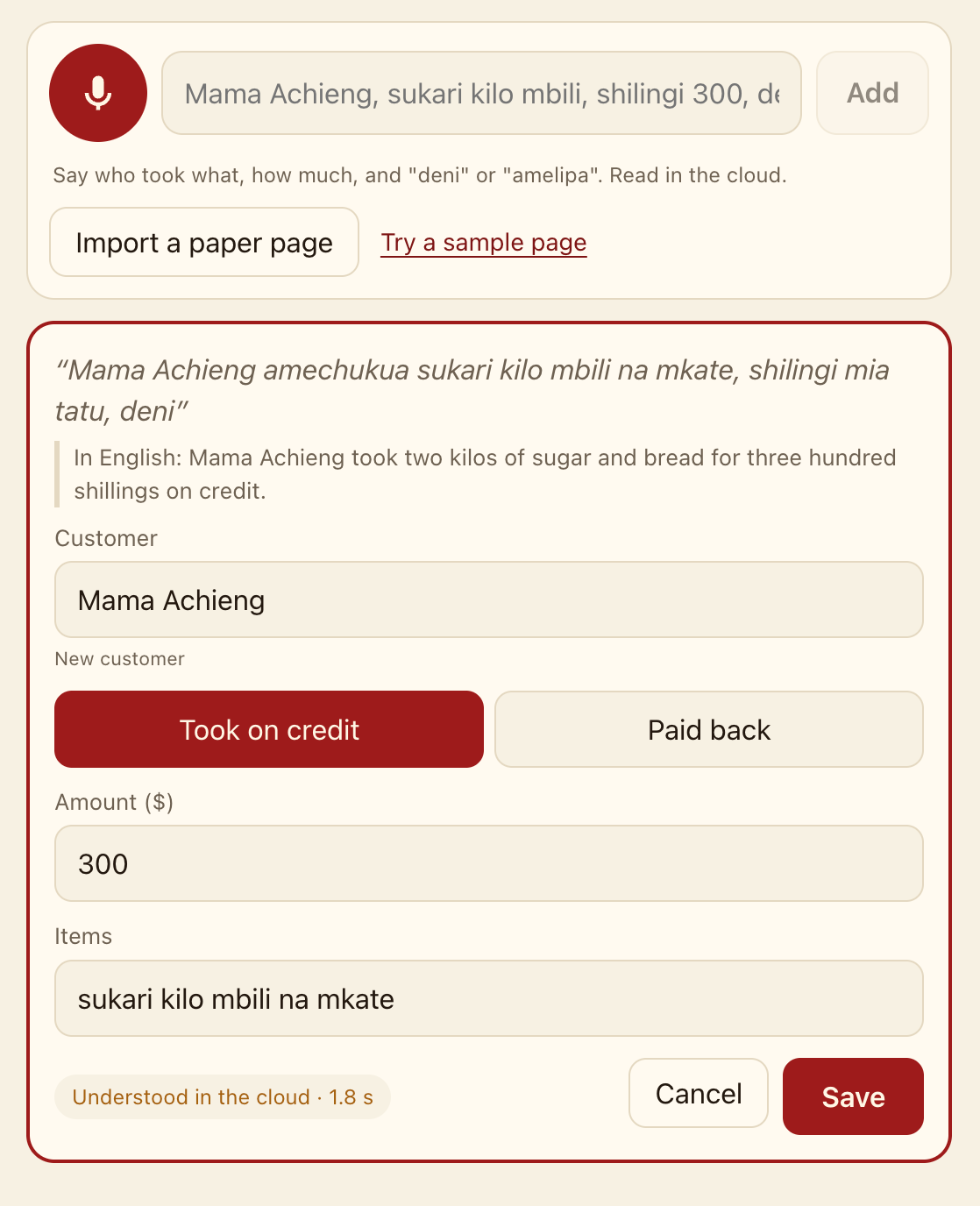 Mama Achieng, sukari kilo mbili, shilingi 300, de
Add
Say who took what, how much, and "deni" or "amelipa". Read in the cloud.
Import a paper page
Try a sample page
“Mama Achieng amechukua sukari kilo mbili na mkate, shilingi mia
tatu, deni”
In English: Mama Achieng took two kilos of sugar and bread for three hundred
shillings on credit.
Customer
Mama Achieng
New customer
Took on credit
Paid back
Amount ($)
300
Items
sukari kilo mbili na mkate
Understood in the cloud · 1.8 s
Cancel
Save